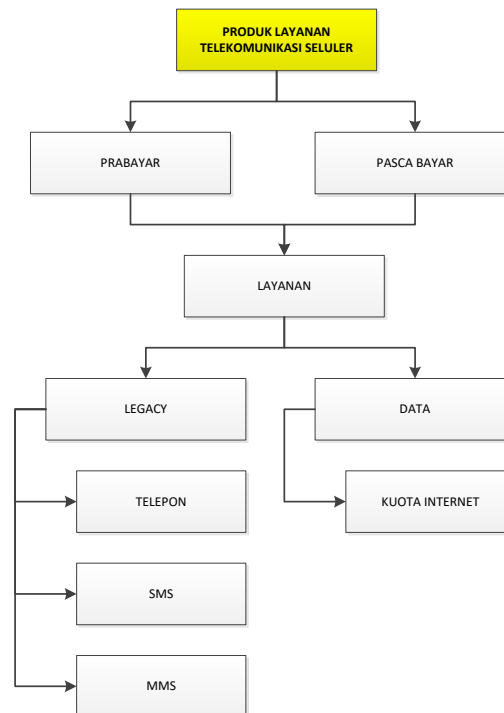 PRODUK LAYANAN
TELEKOMUNIKASI SELULER
PRABAYAR
PASCA BAYAR
LAYANAN
LEGACY
DATA
TELEPON
KUOTA INTERNET
SMS
MMS